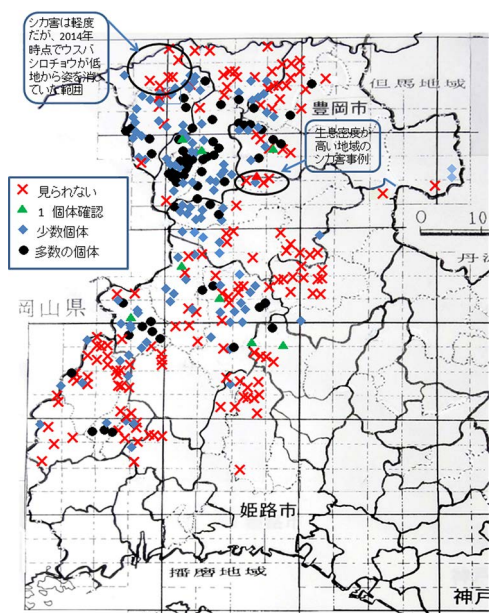 シカ害は軽度
だが、2014年
時点でウスバ
シロチョウが低
地から姿を消し
ていた範囲
但馬地域
豊岡市
生息密度が
高い地域の
シカ害事例
見られない
1 個体確認
少数個体
多数の個体
0
10
岡山県
姫路市
播磨地域
神戸